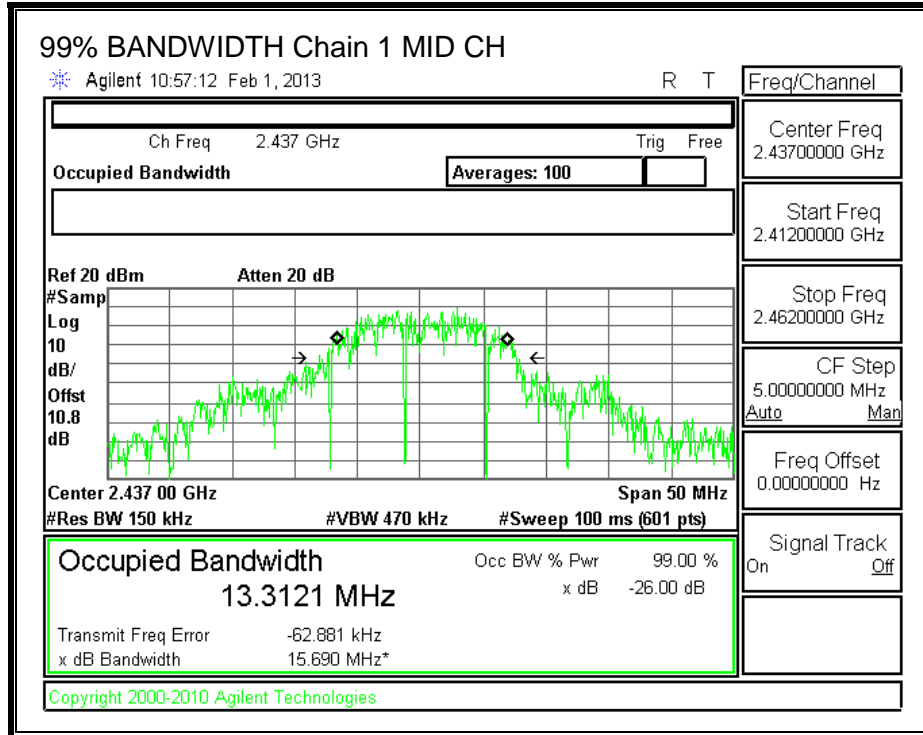 99% BANDWIDTH Chain 1 MID CH
Agilent 10:57:12 Feb 1, 2013 R T
Freq/Channel
Ch Freq 2.437 GHz Trig Free
Occupied Bandwidth Averages: 100
Center Freq
2.43700000 GHz
Start Freq
2.41200000 GHz
Stop Freq
2.46200000 GHz
CF Step
5.00000000 MHz
Auto Man
Freq Offset
0.00000000 Hz
Signal Track
On Off
Ref 20 dBm Atten 20 dB
#Samp
Log
10
dB/
Offst
10.8
dB
Center 2.437 00 GHz Span 50 MHz
#Res BW 150 kHz #VBW 470 kHz #Sweep 100 ms (601 pts)
Occupied Bandwidth Occ BW % Pwr 99.00 %
13.3121 MHz x dB -26.00 dB
Transmit Freq Error -62.881 kHz
x dB Bandwidth 15.690 MHz*
Copyright 2000-2010 Agilent Technologies